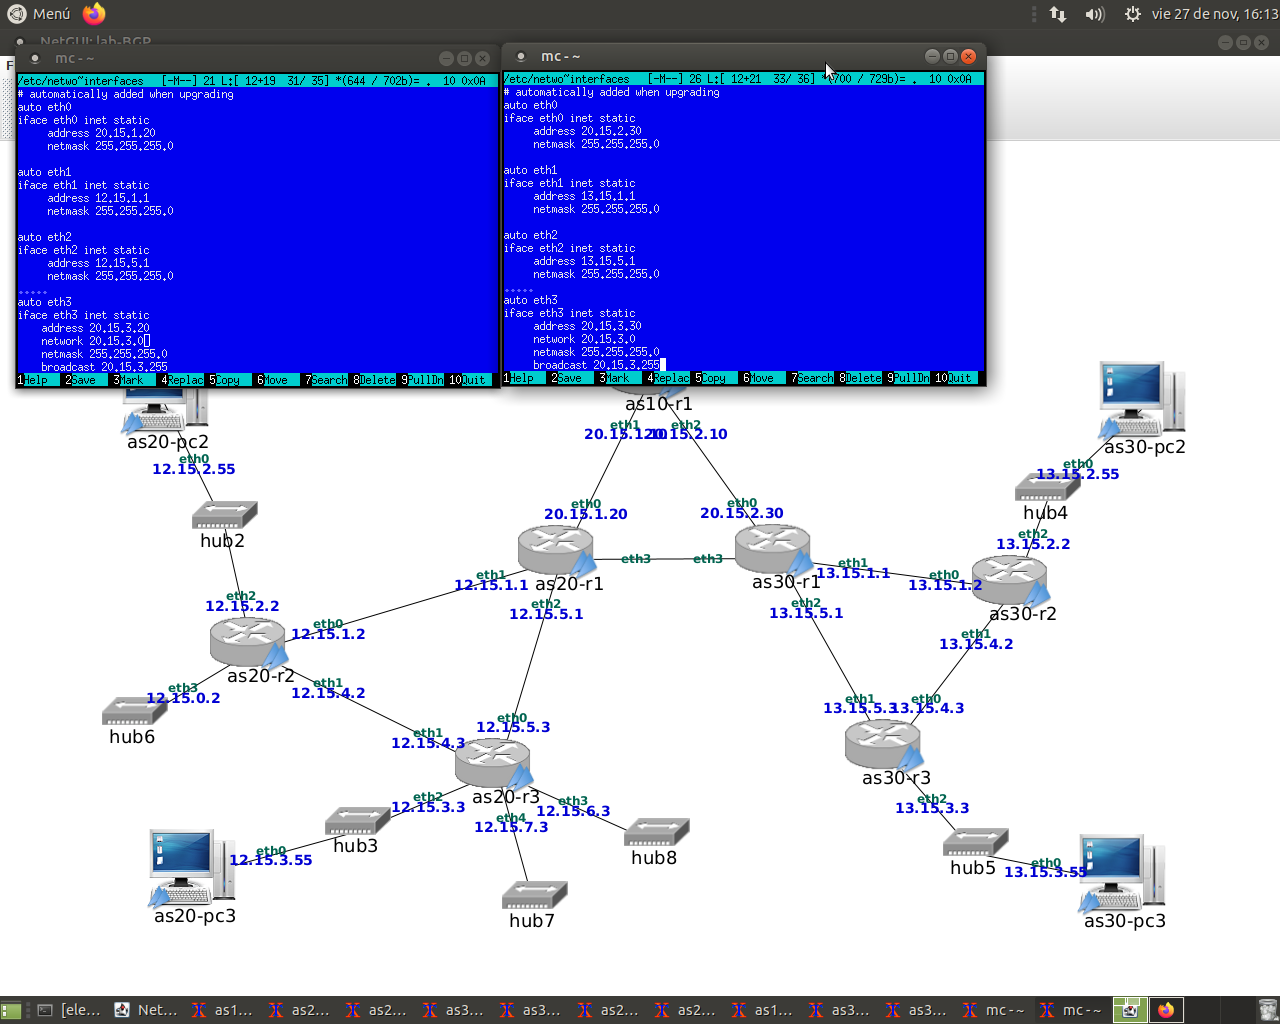 Menú
vie 27 de nov, 16:13
NetGUI: lab-BGP
mc - ~
/etc/netwo~interfaces   [-M--] 21 L:[ 12+19  31/ 35] *(644 / 702b)= .  10 0x0A
# automatically added when upgrading
auto eth0
iface eth0 inet static
address 20.15.1.20
netmask 255.255.255.0
auto eth1
iface eth1 inet static
address 12.15.1.1
netmask 255.255.255.0
auto eth2
iface eth2 inet static
address 12.15.5.1
netmask 255.255.255.0
.....
auto eth3
iface eth3 inet static
address 20.15.3.20
network 20.15.3.0
netmask 255.255.255.0
broadcast 20.15.3.255
1Help 2Save 3Mark 4Replac 5Copy 6Move 7Search 8Delete 9PullDn 10Quit
mc - ~
/etc/netwo~interfaces   [-M--] 26 L:[ 12+21  33/ 36] *(700 / 729b)= .  10 0x0A
# automatically added when upgrading
auto eth0
iface eth0 inet static
address 20.15.2.30
netmask 255.255.255.0
auto eth1
iface eth1 inet static
address 13.15.1.1
netmask 255.255.255.0
auto eth2
iface eth2 inet static
address 13.15.5.1
netmask 255.255.255.0
.....
auto eth3
iface eth3 inet static
address 20.15.3.30
network 20.15.3.0
netmask 255.255.255.0
broadcast 20.15.3.255
1Help 2Save 3Mark 4Replac 5Copy 6Move 7Search 8Delete 9PullDn 10Quit
as10-r1
eth1
20.15.1.
eth2
.15.2.10
as20-pc2
eth0
12.15.2.55
hub2
eth2
12.15.2.2
as30-pc2
eth0
13.15.2.55
hub4
eth2
13.15.2.2
eth0
20.15.1.20
eth0
20.15.2.30
eth3
eth3
as20-r1
as30-r1
eth1
12.15.1.1
eth2
12.15.5.1
eth1
13.15.1.1
eth0
13.15.1.2
eth2
13.15.5.1
as30-r2
eth1
13.15.4.2
eth0
12.15.1.2
as20-r2
eth1
12.15.4.2
eth3
12.15.0.2
hub6
eth0
12.15.5.3
eth1
12.15.4.3
as20-r3
eth1
13.15.5.3
eth0
13.15.4.3
as30-r3
eth2
12.15.3.3
eth4
12.15.7.3
eth3
12.15.6.3
eth2
13.15.3.3
hub3
hub8
hub5
eth0
12.15.3.55
as20-pc3
hub7
eth0
13.15.3.55
as30-pc3
[ele...
Net...
as1...
as2...
as2...
as3...
as3...
as2...
as2...
as1...
as3...
as3...
mc - ~
mc - ~